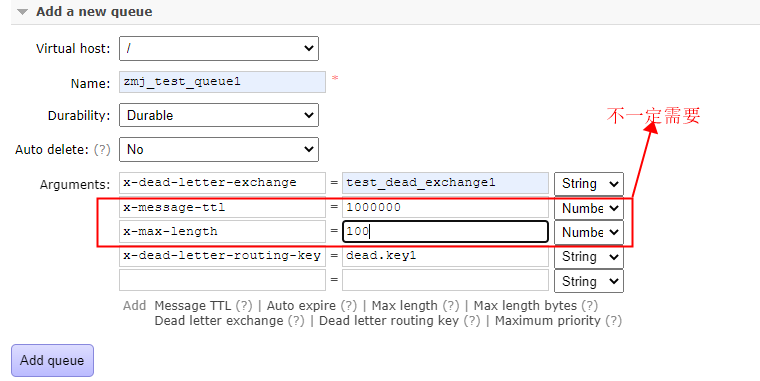 Add a new queue
Virtual host: /
Name: zmj_test_queue1 *
Durability: Durable
不一定需要
Auto delete: (?) No
Arguments: x-dead-letter-exchange = test_dead_exchange1 String
x-message-ttl = 1000000 Numbe
x-max-length = 100 Numbe
x-dead-letter-routing-key = dead.key1 String
= String
Add Message TTL (?) | Auto expire (?) | Max length (?) | Max length bytes (?)
Dead letter exchange (?) | Dead letter routing key (?) | Maximum priority (?)
Add queue